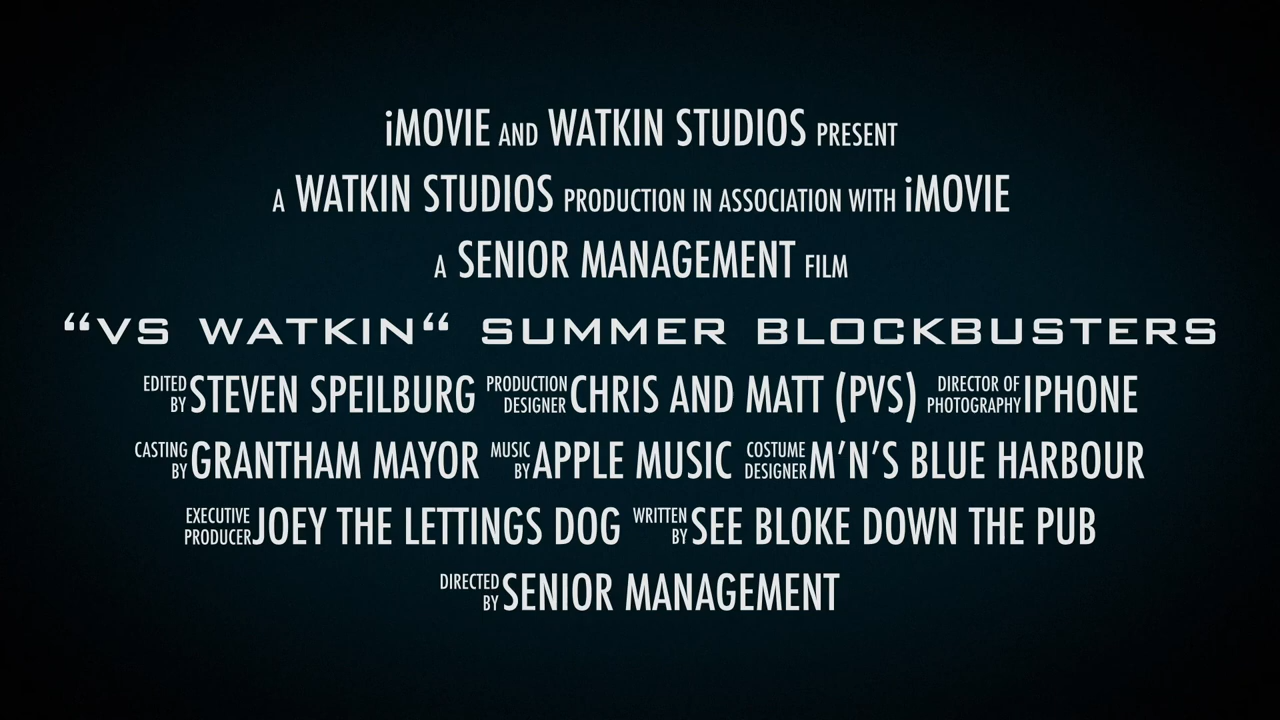 iMOVIE AND WATKIN STUDIOS PRESENT
A WATKIN STUDIOS PRODUCTION IN ASSOCIATION WITH iMOVIE
A SENIOR MANAGEMENT FILM
“VS WATKIN“ SUMMER BLOCKBUSTERS
EDITED BY STEVEN SPEILBURG PRODUCTION DESIGNER CHRIS AND MATT (PVS) DIRECTOR OF PHOTOGRAPHY IPHONE
CASTING BY GRANTHAM MAYOR MUSIC BY APPLE MUSIC COSTUME DESIGNER M’N’S BLUE HARBOUR
EXECUTIVE PRODUCER JOEY THE LETTINGS DOG WRITTEN BY SEE BLOKE DOWN THE PUB
DIRECTED BY SENIOR MANAGEMENT